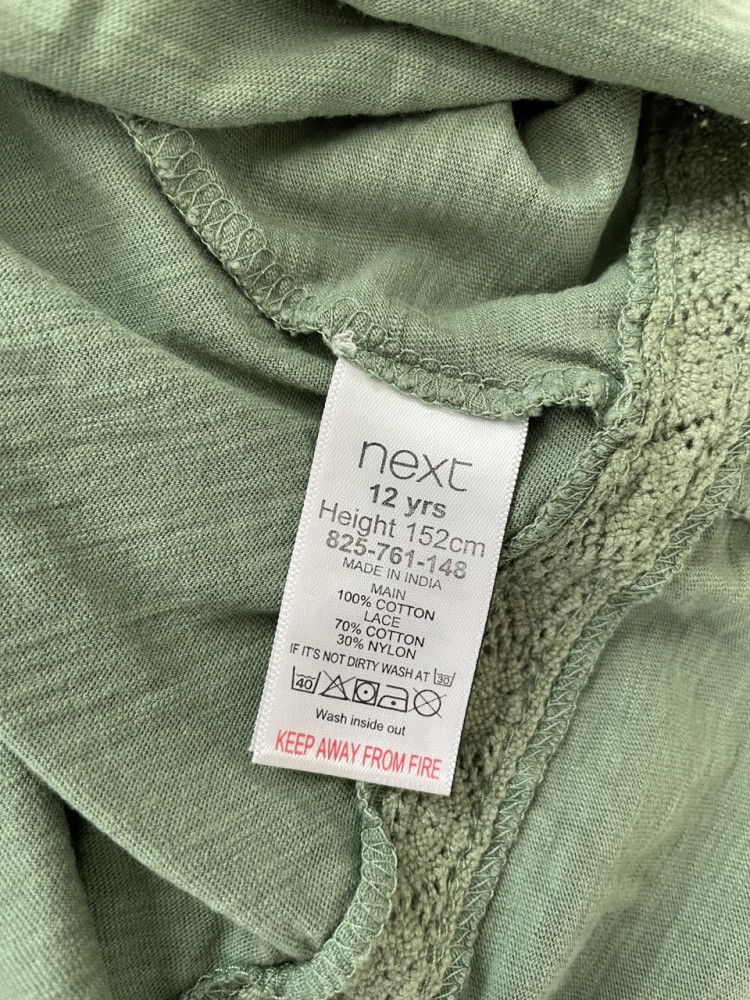 next
12 yrs
Height 152cm
825-761-148
MADE IN INDIA
MAIN
100% COTTON
LACE
70% COTTON
30% NYLON
IF IT'S NOT DIRTY WASH AT 30
40
Wash inside out
KEEP AWAY FROM FIRE